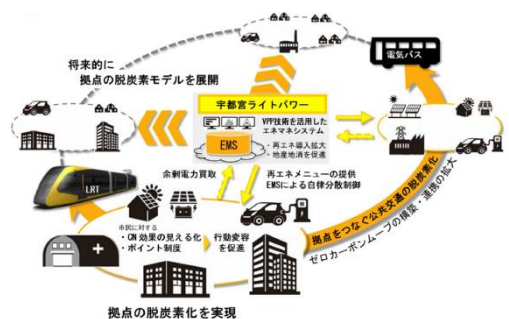 将来的に
拠点の脱炭素モデルを展開
電気バス
宇都宮ライトパワー
VPP技術を活用した
エネマネシステム
EMS
・再エネ導入拡大
・地産地消を促進
LRT
余剰電力買取
再エネメニューの提供
EMSによる自律分散制御
市民に対する
・CN効果の見える化
・ポイント制度
行動変容
を促進
拠点をつなぐ公共交通の脱炭素化
ゼロカーボンムーブの構築・連携の拡大
拠点の脱炭素化を実現